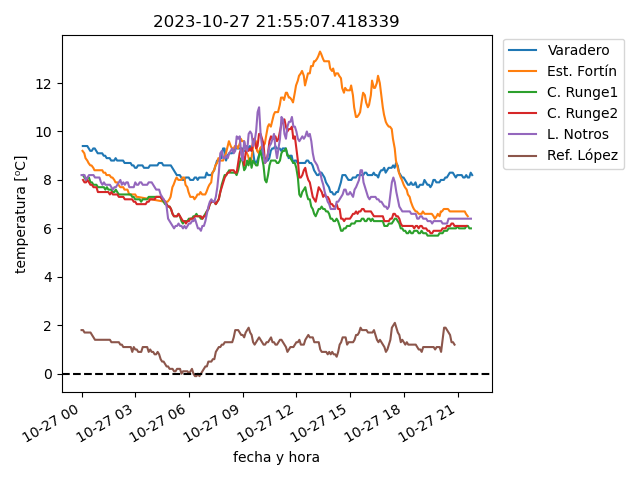 2023-10-27 21:55:07.418339
temperatura [ºC]
12
10
8
6
4
2
0
10-27 00
10-27 03
10-27 06
10-27 09
10-27 12
10-27 15
10-27 18
10-27 21
fecha y hora
Varadero
Est. Fortín
C. Runge1
C. Runge2
L. Notros
Ref. López